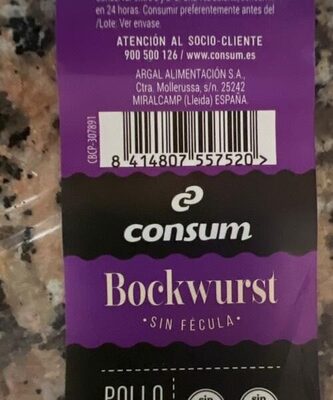 en 24 horas. Consumir preferentemente antes del
/Lote: Ver envase.
ATENCIÓN AL SOCIO-CLIENTE
900 500 126 / www.consum.es
ARGAL ALIMENTACIÓN S.A.,
Ctra. Mollerussa, s/n. 25242
MIRALCAMP (Lleida) ESPAÑA.
CBCP-307891
8 414807 557520 >
consum
Bockwurst
• SIN FÉCULA •
POLLO
sin
sin